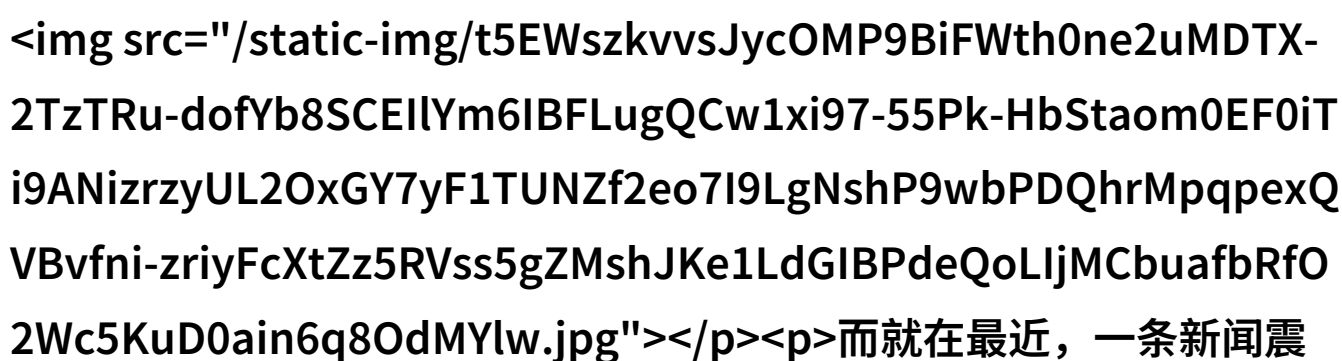 <img src="/static-img/t5EWszkvvsJycOMP9BiFWth0ne2uMDTX-
2TzTRu-dofYb8SCEIlYm6IBFLugQCw1xi97-55Pk-HbStaom0EF0iT
i9ANizrzyUL2OxGY7yF1TUNZf2eo7I9LgNshP9wbPDQhrMpqpexQ
VBvfni-zriyFcXtZz5RVss5gZMshJKe1LdGIBPdeQoLIjMCbuafbRfO
2Wc5KuD0ain6q8OdMYlw.jpg"></p><p>而就在最近，一条新闻震